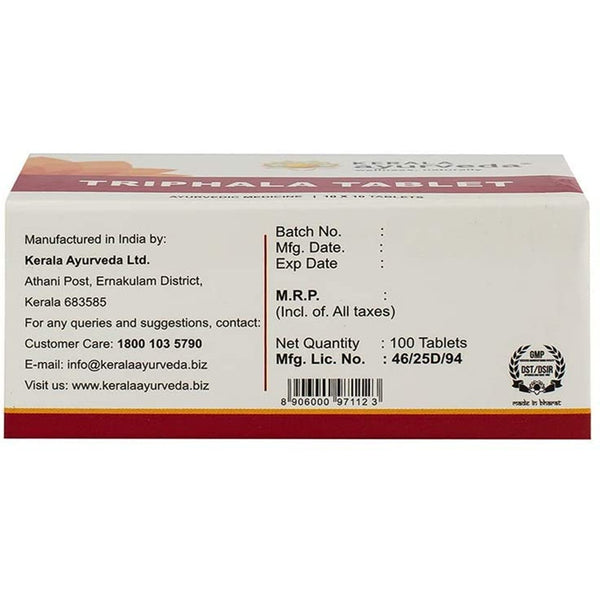 KERALA
ayurveda™
wellness, naturally
TRIPHALA TABLET
AYURVEDIC MEDICINE | 10 X 10 TABLETS
Manufactured in India by:
Kerala Ayurveda Ltd.
Athani Post, Ernakulam District,
Kerala 683585
For any queries and suggestions, contact:
Customer Care: 1800 103 5790
E-mail: info@keralaayurveda.biz
Visit us: www.keralaayurveda.biz
Batch No. :
Mfg. Date. :
Exp Date :
M.R.P. :
(Incl. of. All taxes)
Net Quantity : 100 Tablets
Mfg. Lic. No. : 46/25D/94
8 906000 97112 3
GMP
DST/DSIR
made in bharat